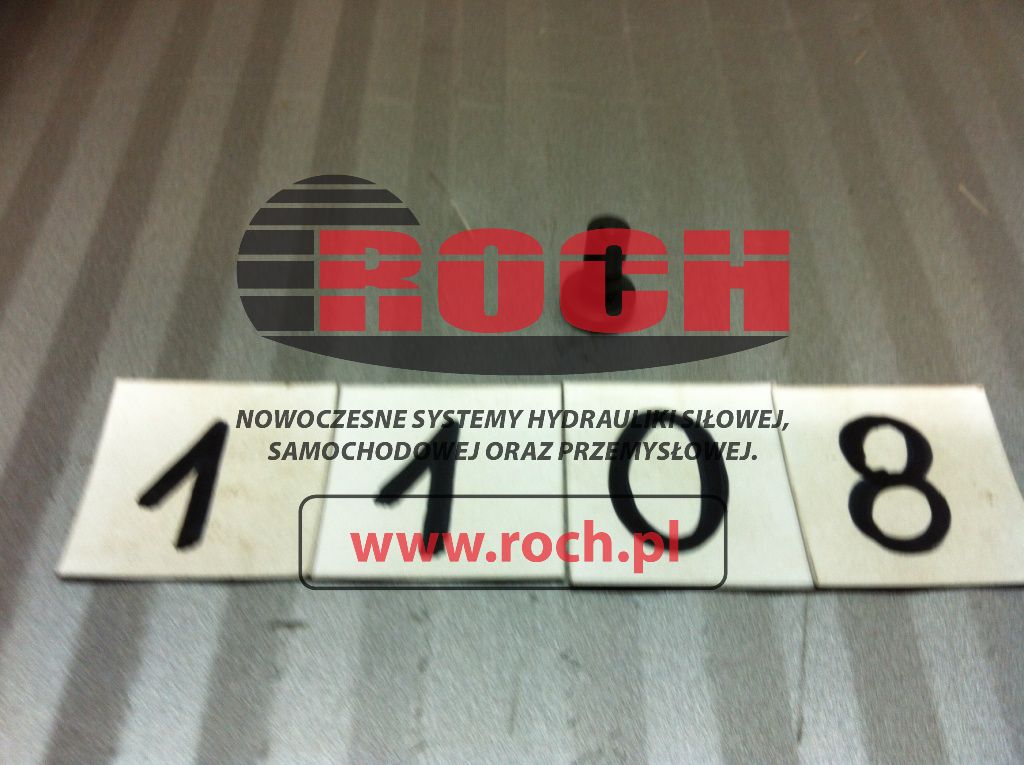 ROCH
NOWOCZESNE SYSTEMY HYDRAULIKI SIŁOWEJ,
SAMOCHODOWEJ ORAZ PRZEMYSŁOWEJ.
1 1 0 8
www.roch.pl